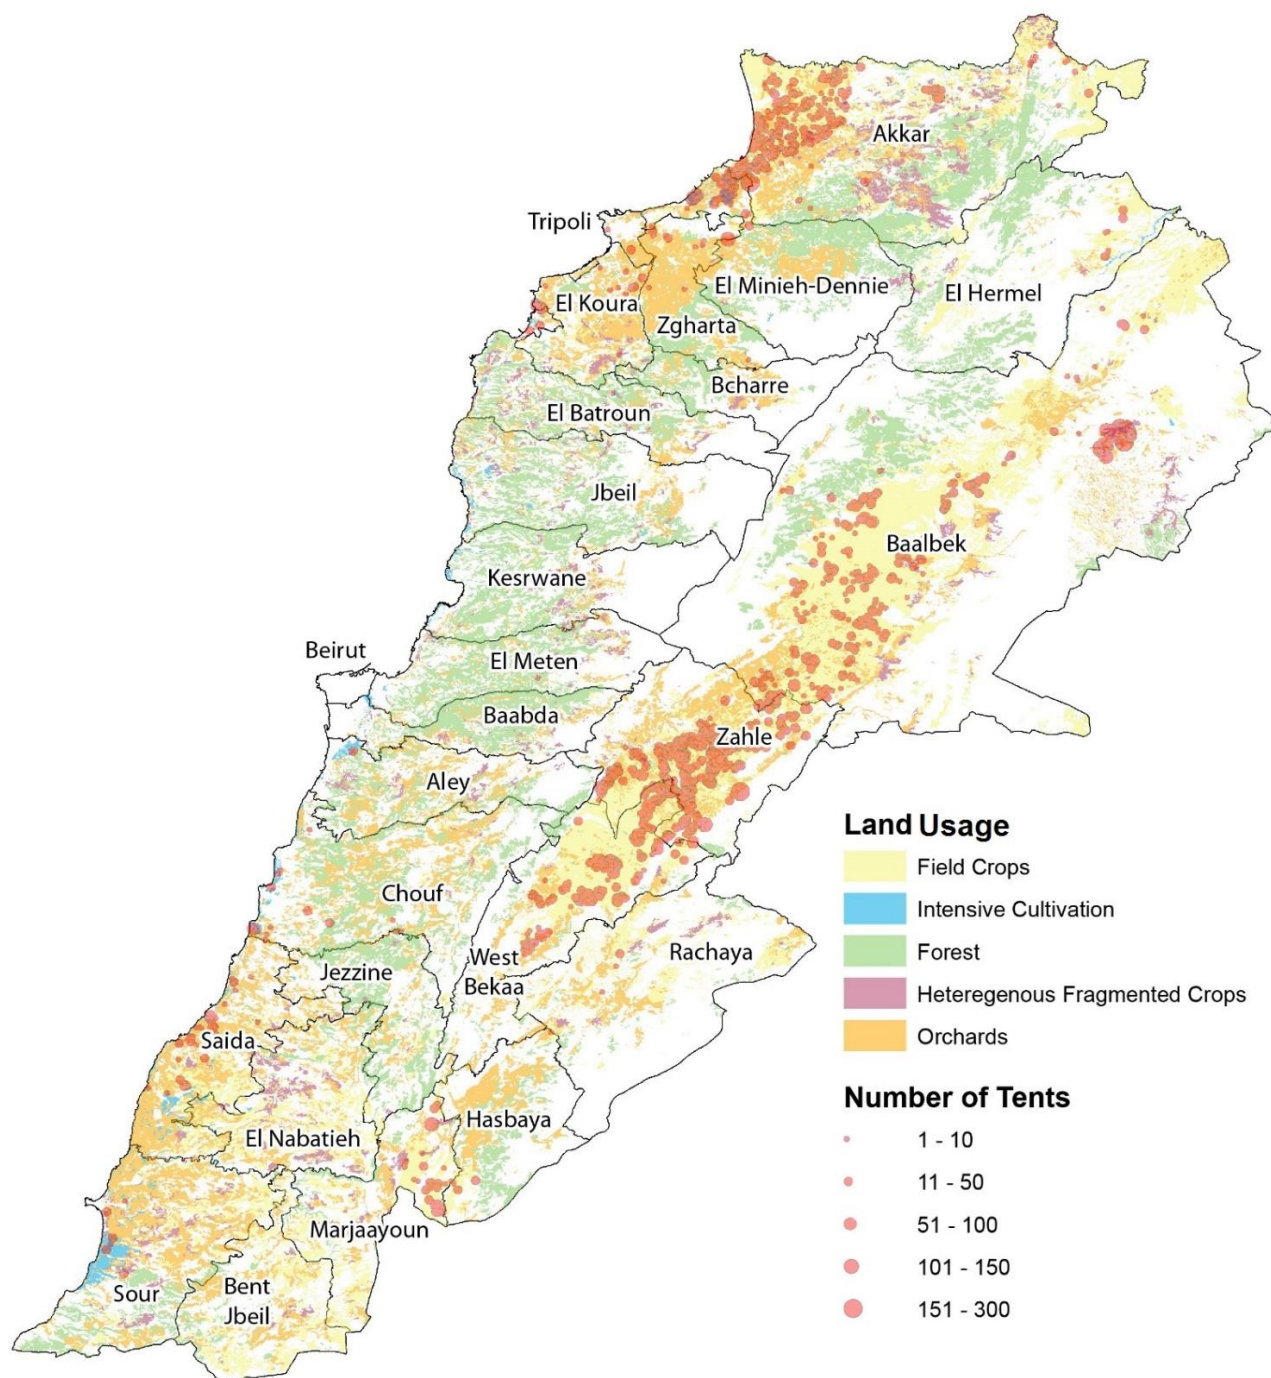 Akkar
Tripoli
El Minieh-Dennie
El Hermel
El Koura
Zgharta
Bcharre
El Batroun
Jbeil
Baalbek
Kesrwane
Beirut
El Meten
Baabda
Zahle
Aley
Chouf
West
Bekaa
Rachaya
Jezzine
Saida
Hasbaya
El Nabatieh
Marjaayoun
Sour
Bent
Jbeil
Land Usage
Field Crops
Intensive Cultivation
Forest
Heteregenous Fragmented Crops
Orchards
Number of Tents
1 - 10
11 - 50
51 - 100
101 - 150
151 - 300